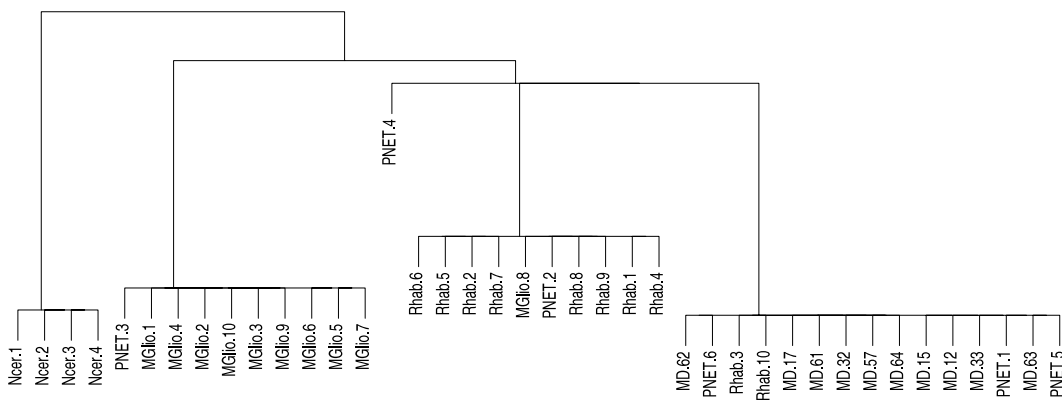 PNET.4
Rhab.6
Rhab.5
Rhab.2
Rhab.7
MGlio.8
PNET.2
Rhab.8
Rhab.9
Rhab.1
Rhab.4
Ncer.1
Ncer.2
Ncer.3
Ncer.4
PNET.3
MGlio.1
MGlio.4
MGlio.2
MGlio.10
MGlio.3
MGlio.9
MGlio.6
MGlio.5
MGlio.7
MD.62
PNET.6
Rhab.3
Rhab.10
MD.17
MD.61
MD.32
MD.57
MD.64
MD.15
MD.12
MD.33
PNET.1
MD.63
PNET.5